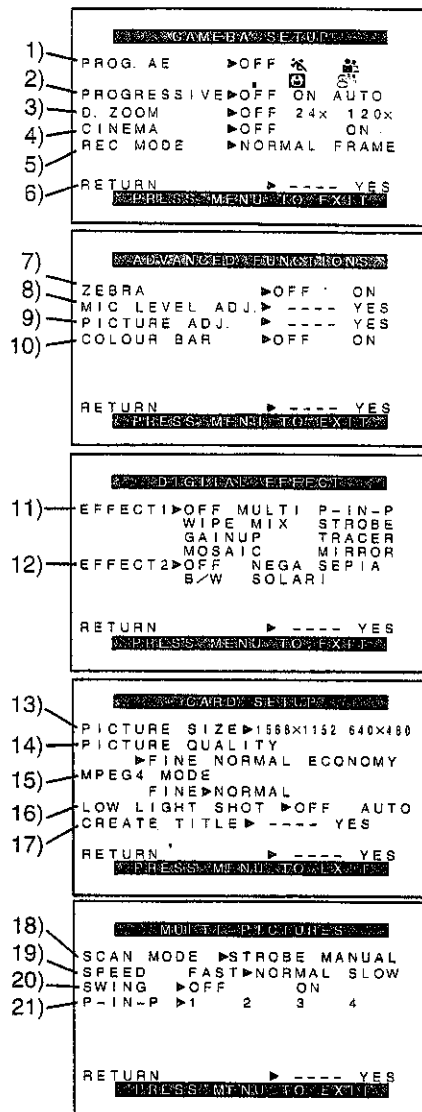 CAMERA SETUP
1) PROG. AE ▶OFF
2) PROGRESSIVE▶OFF ON AUTO
3) D. ZOOM ▶OFF 24x 120x
4) CINEMA ▶OFF ON
5) REC MODE ▶NORMAL FRAME
6) RETURN ▶ ---- YES
PRESS MENU TO EXIT
ADVANCED FUNCTIONS
7) ZEBRA ▶OFF ON
8) MIC LEVEL ADJ.▶ ---- YES
9) PICTURE ADJ. ▶ ---- YES
10) COLOUR BAR ▶OFF ON
RETURN ▶ ---- YES
PRESS MENU TO EXIT
DIGITAL EFFECT
11) EFFECT1▶OFF MULTI P-IN-P
WIPE MIX STROBE
GAINUP TRACER
MOSAIC MIRROR
12) EFFECT2▶OFF NEGA SEPIA
B/W SOLARI
RETURN ▶ ---- YES
PRESS MENU TO EXIT
CARD SETUP
13) PICTURE SIZE▶1568×1152 640×480
14) PICTURE QUALITY
▶FINE NORMAL ECONOMY
15) MPEG4 MODE
FINE▶NORMAL
16) LOW LIGHT SHOT ▶OFF AUTO
17) CREATE TITLE▶ ---- YES
RETURN ▶ ---- YES
PRESS MENU TO EXIT
MULTI-PICTURES
18) SCAN MODE ▶STROBE MANUAL
19) SPEED FAST▶NORMAL SLOW
20) SWING ▶OFF ON
21) P-IN-P ▶1 2 3 4
RETURN ▶ ---- YES
PRESS MENU TO EXIT